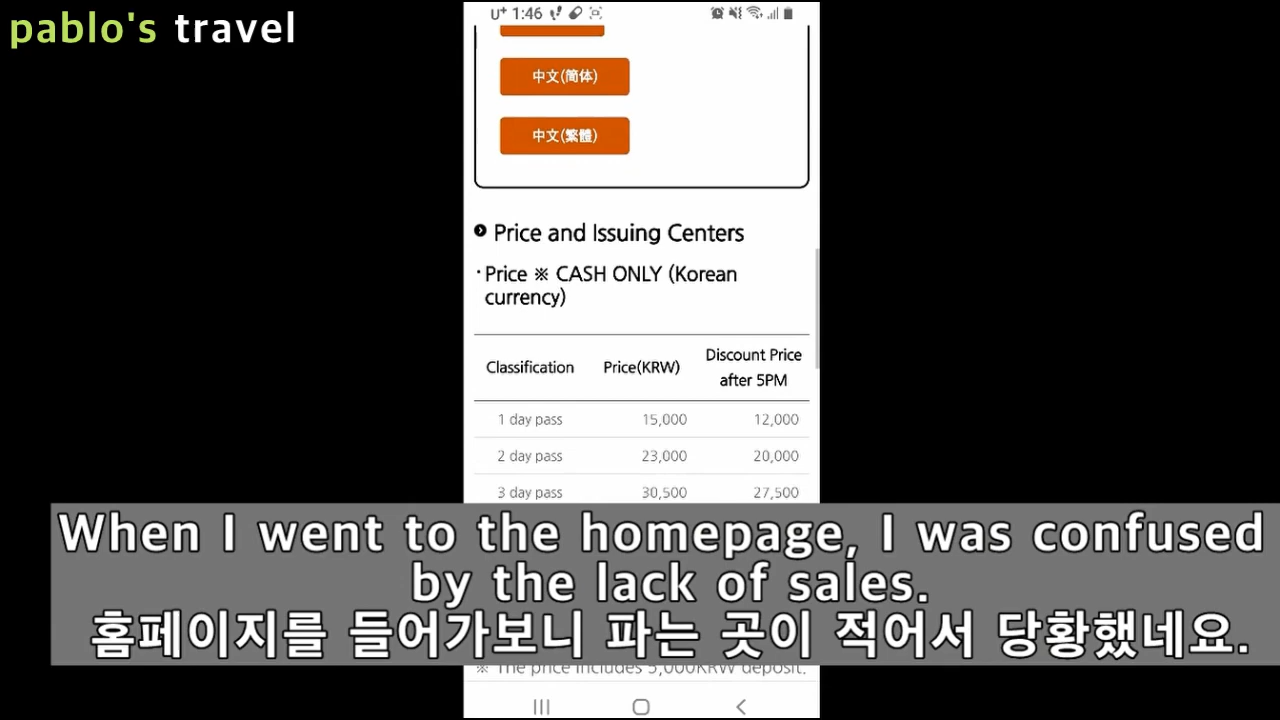 pablo's travel
U+ 1:46
中文(简体)
中文(繁體)
Price and Issuing Centers
·Price ※ CASH ONLY (Korean
currency)
Classification Price(KRW) Discount Price
after 5PM
1 day pass 15,000 12,000
2 day pass 23,000 20,000
3 day pass 30,500 27,500
When I went to the homepage, I was confused
by the lack of sales.
홈페이지를 들어가보니 파는 곳이 적어서 당황했네요.
※ The price includes 5,000KRW deposit.